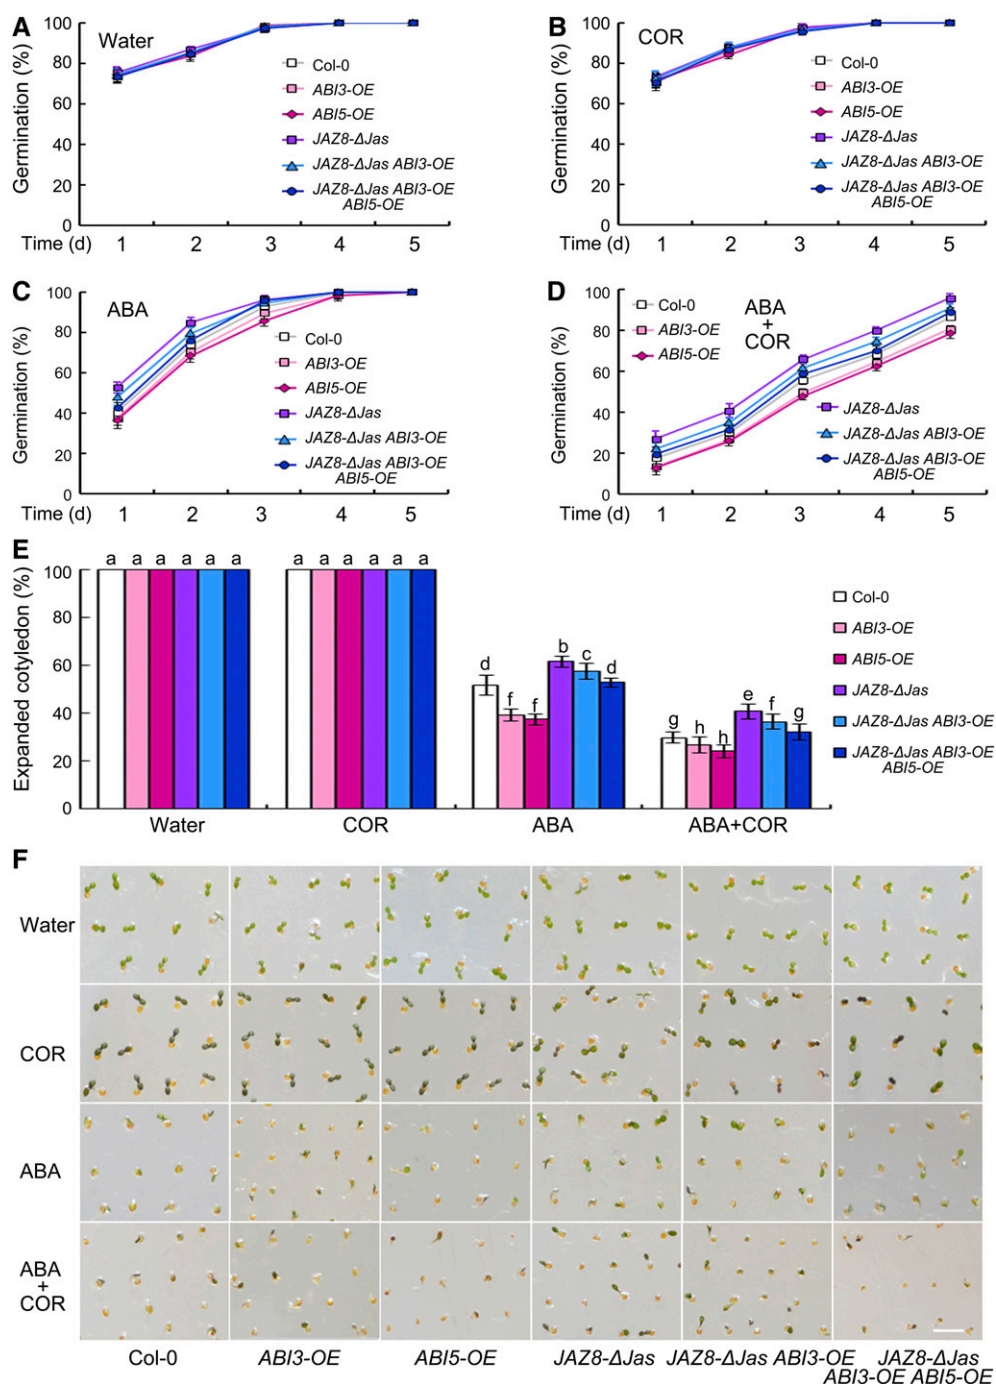 A
Water
Germination (%)
100
80
60
40
20
0
Col-0
ABI3-OE
ABI5-OE
JAZ8-ΔJas
JAZ8-ΔJas ABI3-OE
JAZ8-ΔJas ABI3-OE
ABI5-OE
Time (d) 1 2 3 4 5
B
COR
Germination (%)
100
80
60
40
20
0
Col-0
ABI3-OE
ABI5-OE
JAZ8-ΔJas
JAZ8-ΔJas ABI3-OE
JAZ8-ΔJas ABI3-OE
ABI5-OE
Time (d) 1 2 3 4 5
C
ABA
Germination (%)
100
80
60
40
20
0
Col-0
ABI3-OE
ABI5-OE
JAZ8-ΔJas
JAZ8-ΔJas ABI3-OE
JAZ8-ΔJas ABI3-OE
ABI5-OE
Time (d) 1 2 3 4 5
D
ABA
+
COR
Germination (%)
100
80
60
40
20
0
Col-0
ABI3-OE
ABI5-OE
JAZ8-ΔJas
JAZ8-ΔJas ABI3-OE
JAZ8-ΔJas ABI3-OE
ABI5-OE
Time (d) 1 2 3 4 5
E
Expanded cotyledon (%)
100
80
60
40
20
0
a a a a a a
a a a a a a
d f f b c d
g h h e f g
Water COR ABA ABA+COR
Col-0
ABI3-OE
ABI5-OE
JAZ8-ΔJas
JAZ8-ΔJas ABI3-OE
JAZ8-ΔJas ABI3-OE
ABI5-OE
F
Water
COR
ABA
ABA
+
COR
Col-0 ABI3-OE ABI5-OE JAZ8-ΔJas JAZ8-ΔJas ABI3-OE JAZ8-ΔJas
ABI3-OE ABI5-OE